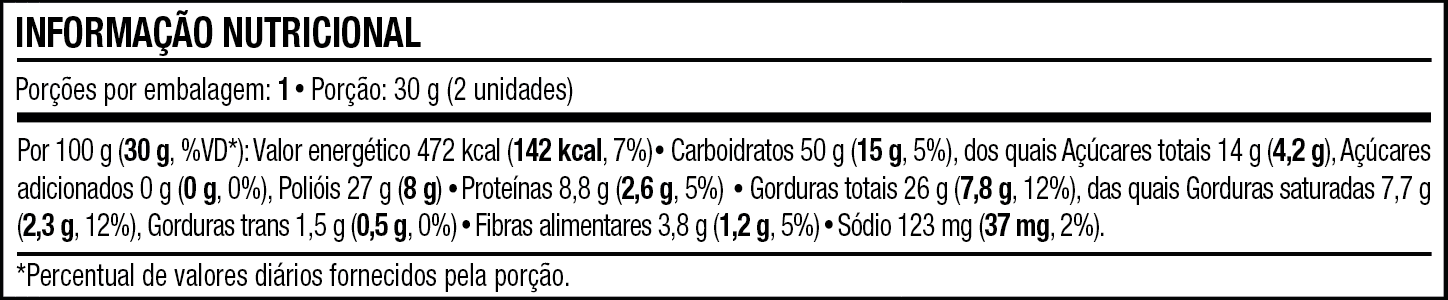 INFORMAÇÃO NUTRICIONAL
Porções por embalagem: 1 • Porção: 30 g (2 unidades)
Por 100 g (30 g, %VD*): Valor energético 472 kcal (142 kcal, 7%) • Carboidratos 50 g (15 g, 5%), dos quais Açúcares totais 14 g (4,2 g), Açúcares
adicionados 0 g (0 g, 0%), Polióis 27 g (8 g) • Proteínas 8,8 g (2,6 g, 5%) • Gorduras totais 26 g (7,8 g, 12%), das quais Gorduras saturadas 7,7 g
(2,3 g, 12%), Gorduras trans 1,5 g (0,5 g, 0%) • Fibras alimentares 3,8 g (1,2 g, 5%) • Sódio 123 mg (37 mg, 2%).
*Percentual de valores diários fornecidos pela porção.